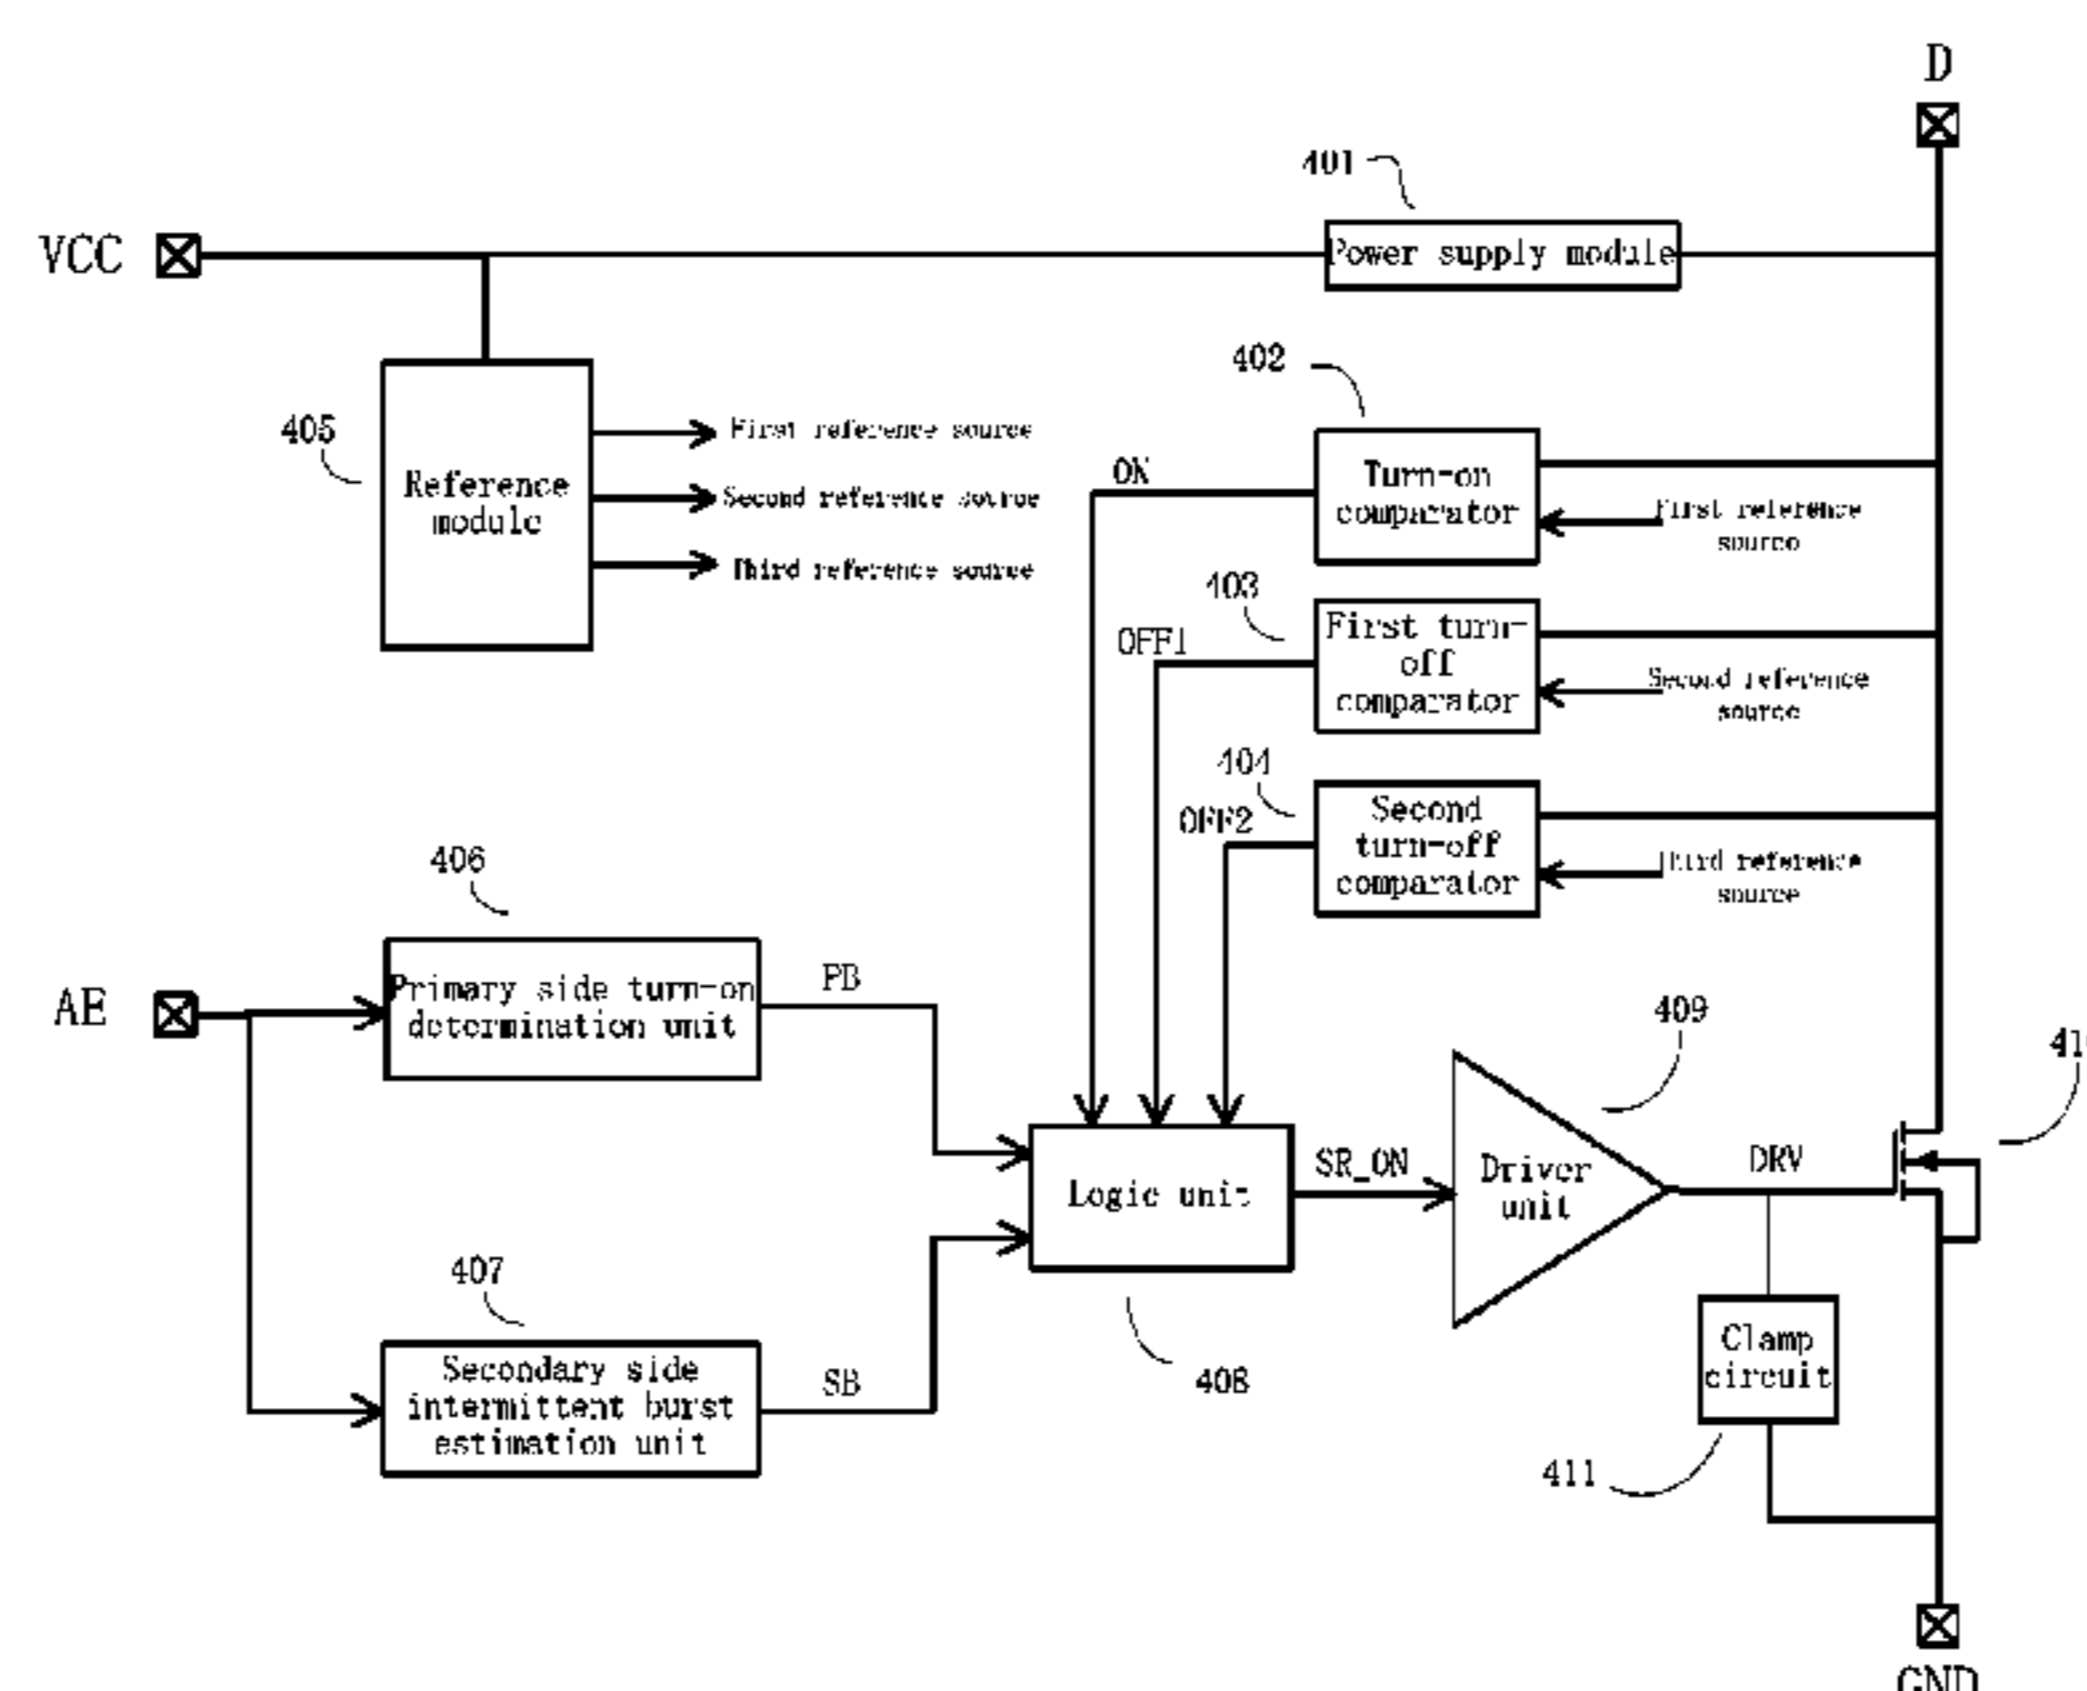 D
401
VCC
Power supply module
402
405
First reference source
Second reference source
Third reference source
Reference
module
ON
Turn-on
comparator
First reference
source
403
OFF1
First turn-
off
comparator
Second reference
source
404
OFF2
Second
turn-off
comparator
Third reference
source
406
AE
Primary side turn-on
determination unit
PB
409
SR_ON
Driver
unit
DRV
Logic unit
407
408
Secondary side
intermittent burst
estimation unit
SB
Clamp
circuit
411
GND